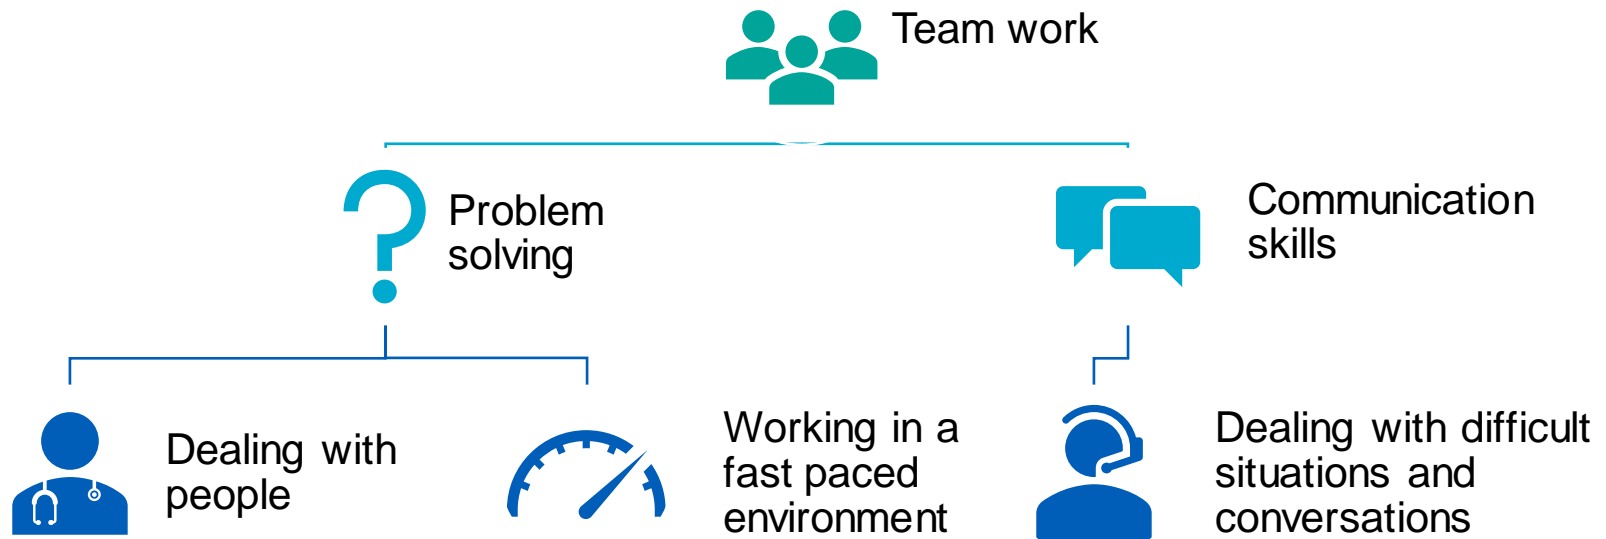 Team work
Problem
solving
Communication
skills
Dealing with
people
Working in a
fast paced
environment
Dealing with difficult
situations and
conversations